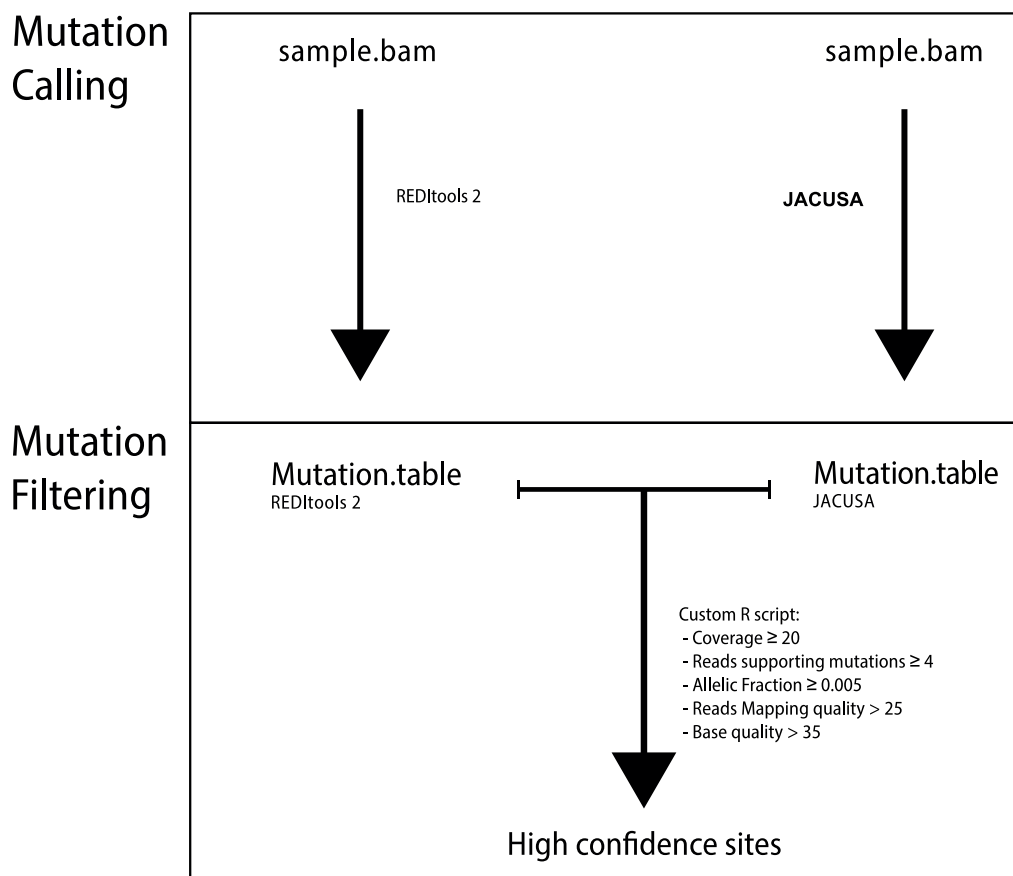 Mutation
Calling
sample.bam
sample.bam
REDItools 2
JACUSA
Mutation
Filtering
Mutation.table
REDItools 2
Mutation.table
JACUSA
Custom R script:
- Coverage ≥ 20
- Reads supporting mutations ≥ 4
- Allelic Fraction ≥ 0.005
- Reads Mapping quality > 25
- Base quality > 35
High confidence sites